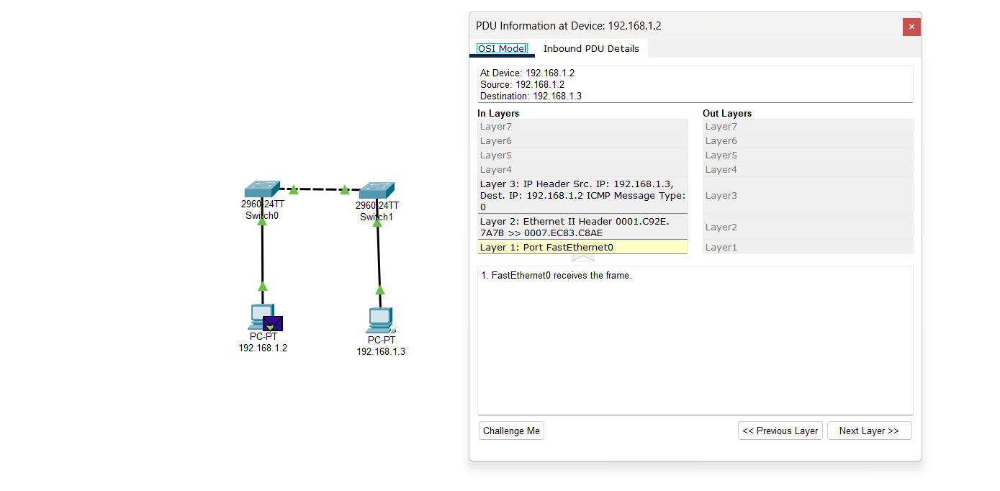 PDU Information at Device: 192.168.1.2
OSI Model
Inbound PDU Details
At Device: 192.168.1.2
Source: 192.168.1.2
Destination: 192.168.1.3
In Layers
Layer7
Layer6
Layer5
Layer4
Layer 3: IP Header Src. IP: 192.168.1.3,
Dest. IP: 192.168.1.2 ICMP Message Type:
0
Layer 2: Ethernet II Header 0001.C92E.
7A7B >> 0007.EC83.C8AE
Layer 1: Port FastEthernet0
Out Layers
Layer7
Layer6
Layer5
Layer4
Layer3
Layer2
Layer1
1. FastEthernet0 receives the frame.
Challenge Me
<< Previous Layer
Next Layer >>
2960-24TT
Switch0
2960-24TT
Switch1
PC-PT
192.168.1.2
PC-PT
192.168.1.3